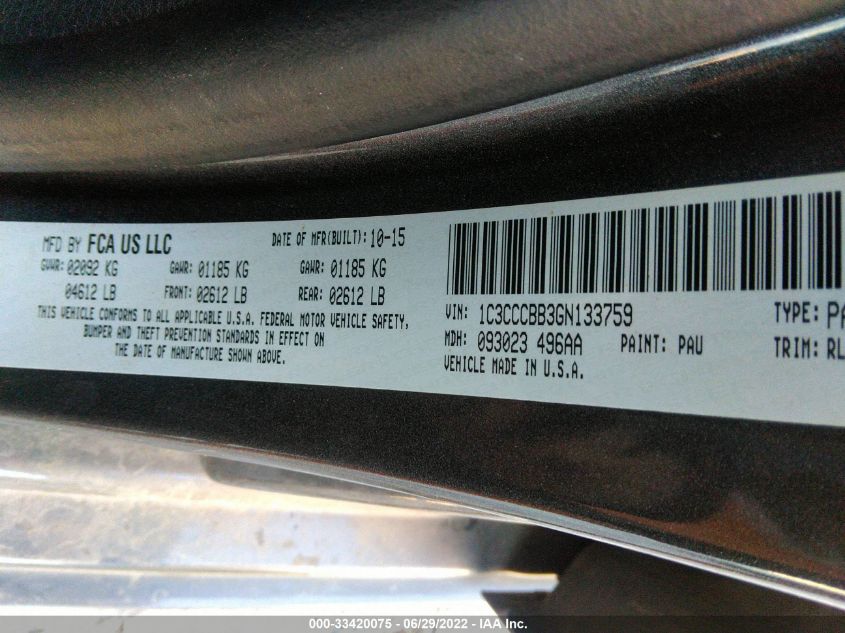 MFD BY FCA US LLC
DATE OF MFR(BUILT): 10-15
GVWR: 02092 KG GAWR: 01185 KG GAWR: 01185 KG
04612 LB FRONT: 02612 LB REAR: 02612 LB
THIS VEHICLE CONFORMS TO ALL APPLICABLE U.S.A. FEDERAL MOTOR VEHICLE SAFETY,
BUMPER AND THEFT PREVENTION STANDARDS IN EFFECT ON
THE DATE OF MANUFACTURE SHOWN ABOVE.
VIN: 1C3CCCBB3GN133759 TYPE: PA
MDH: 093023 496AA PAINT: PAU TRIM: RL
VEHICLE MADE IN U.S.A.
000-33420075 - 06/29/2022 - IAA Inc.